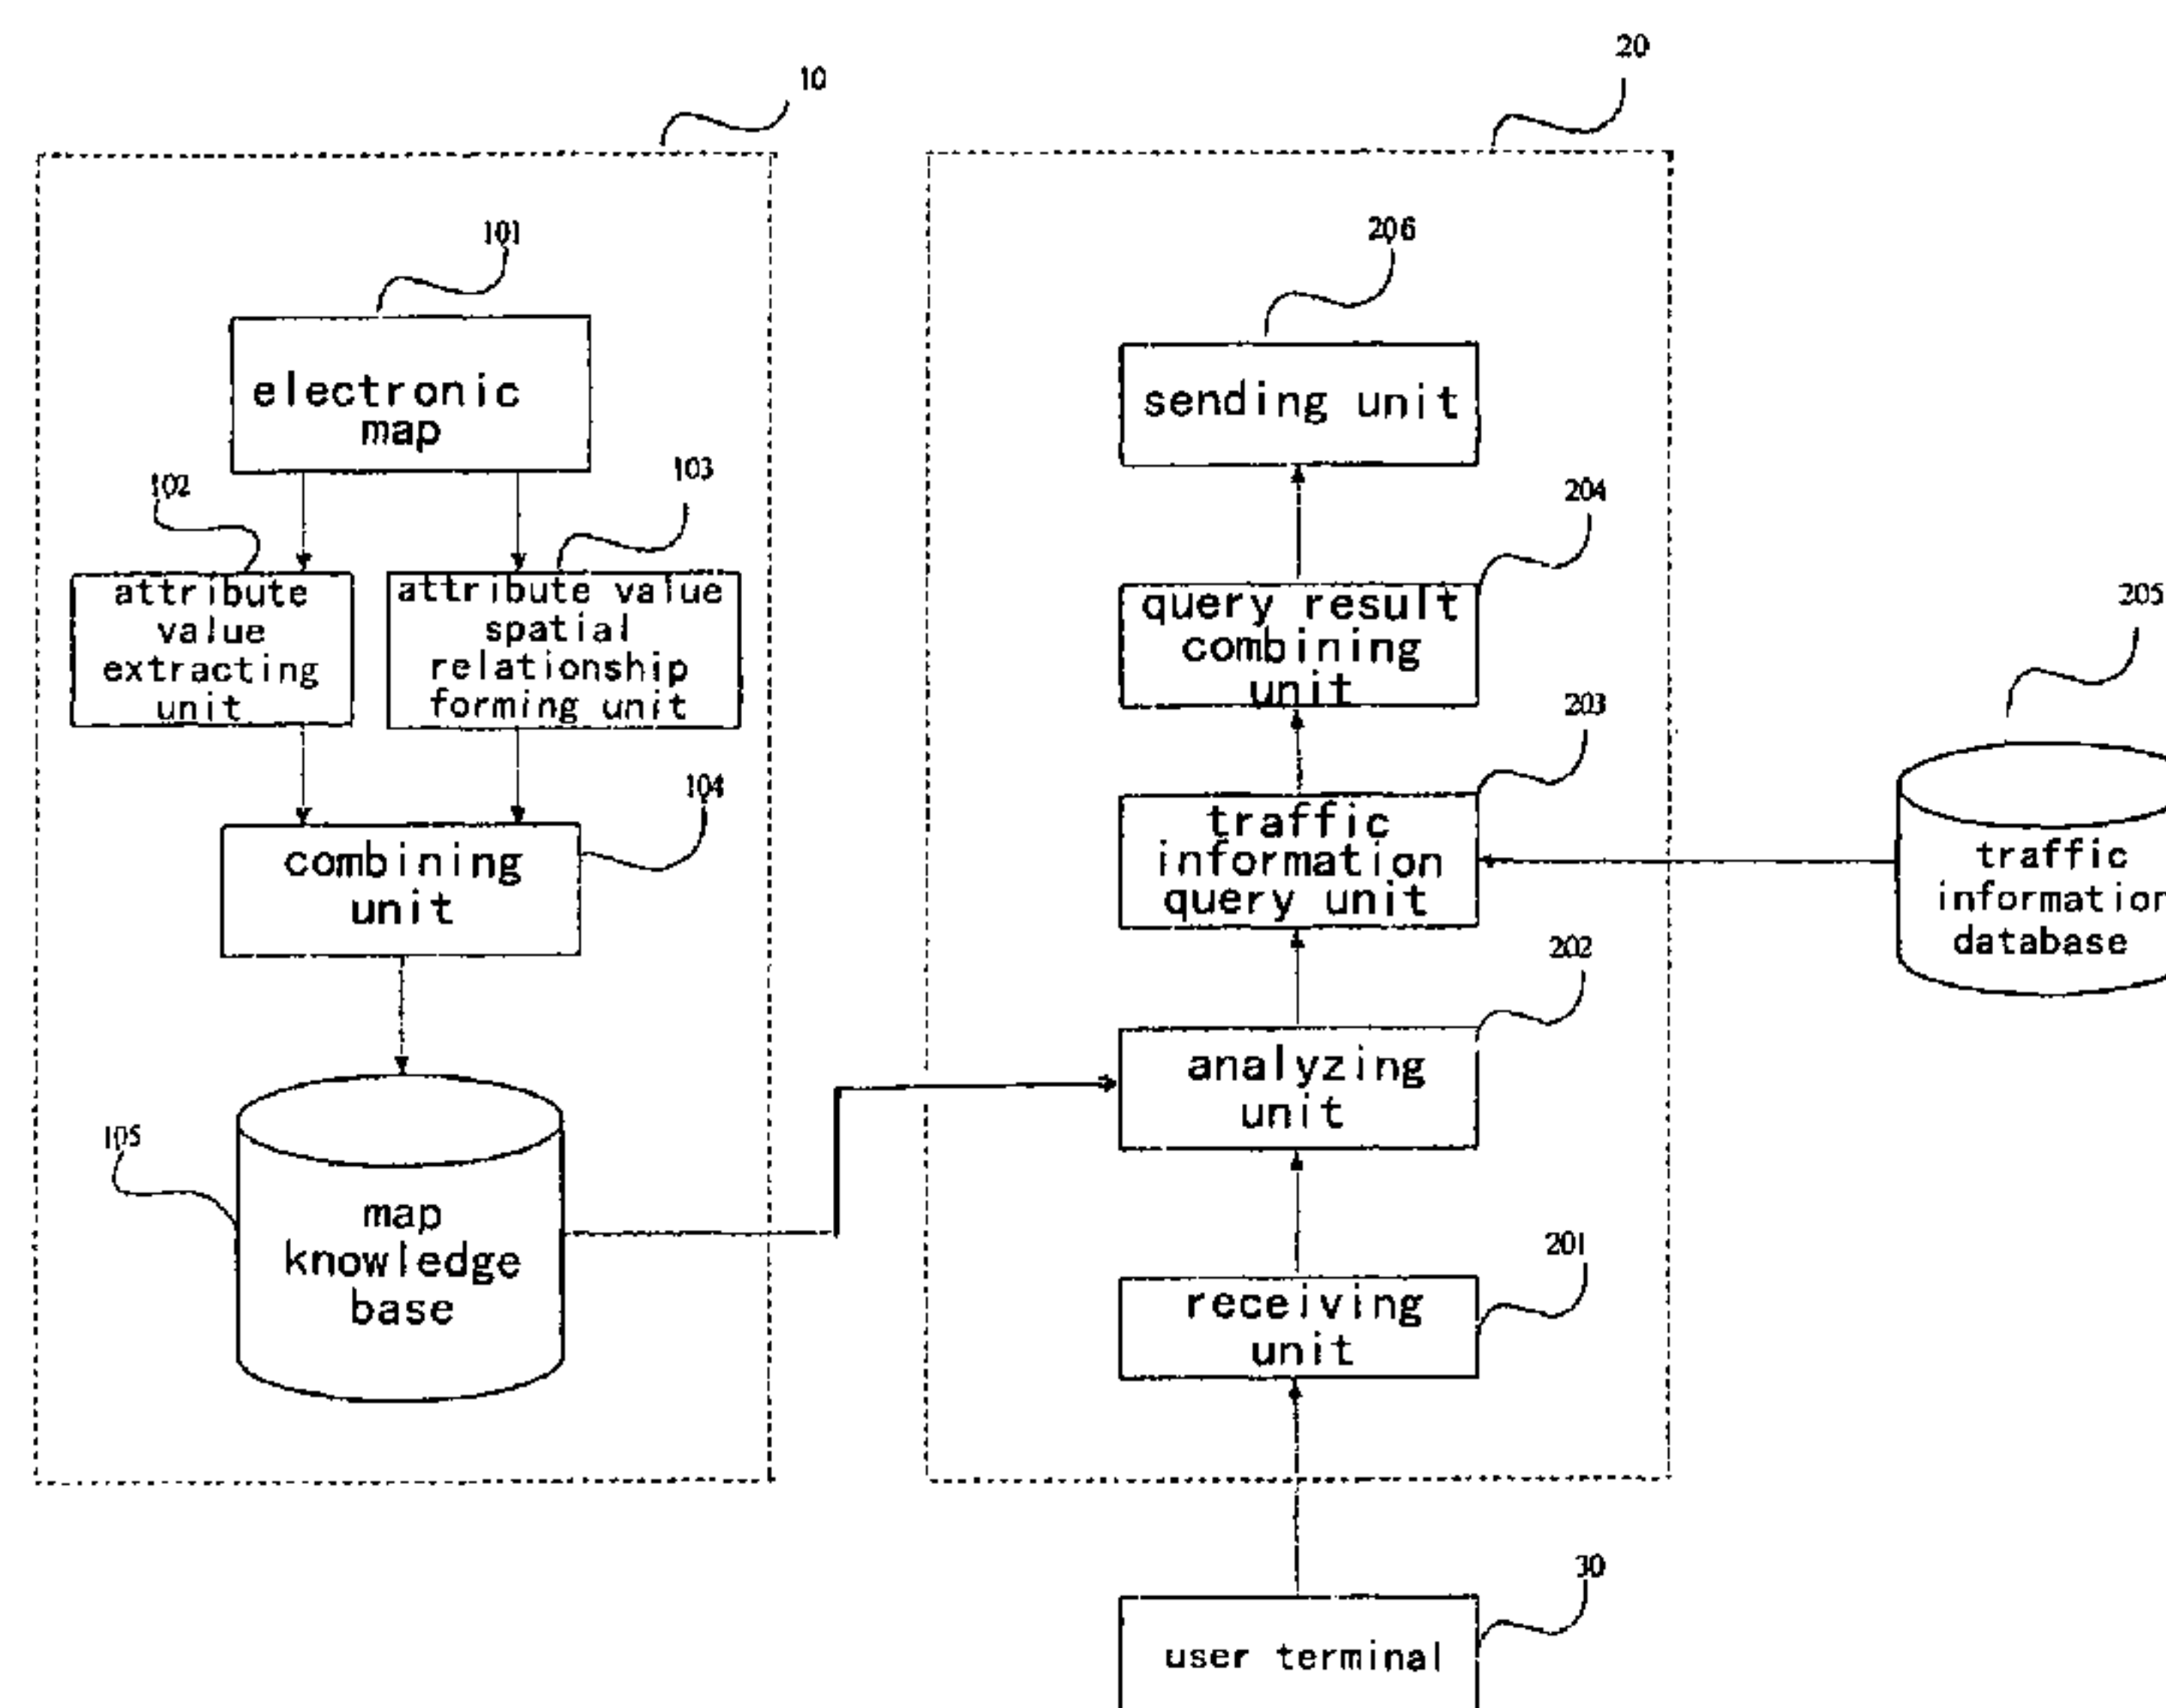 10
20
101
electronic
map
102
103
attribute
value
extracting
unit
attribute value
spatial
relationship
forming unit
104
combining
unit
105
map
knowledge
base
206
sending unit
204
query result
combining
unit
203
traffic
information
query unit
205
traffic
information
database
202
analyzing
unit
201
receiving
unit
30
user terminal